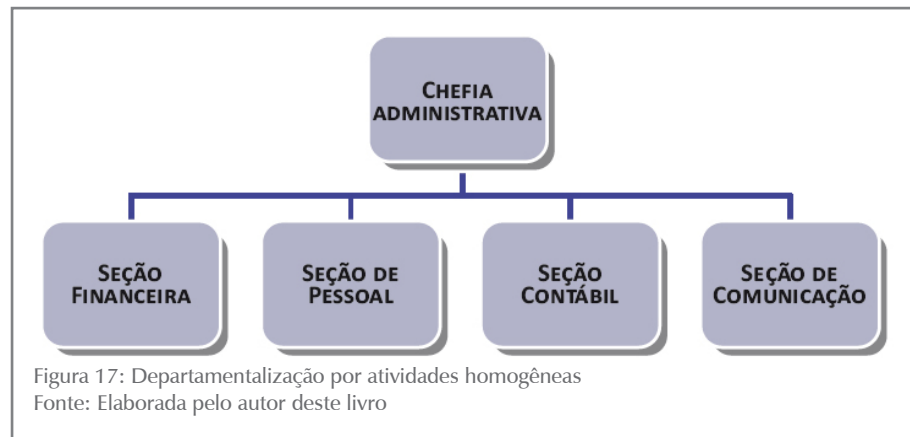 CHEFIA
ADMINISTRATIVA
SEÇÃO
FINANCEIRA
SEÇÃO DE
PESSOAL
SEÇÃO
CONTÁBIL
SEÇÃO DE
COMUNICAÇÃO
Figura 17: Departamentalização por atividades homogêneas
Fonte: Elaborada pelo autor deste livro